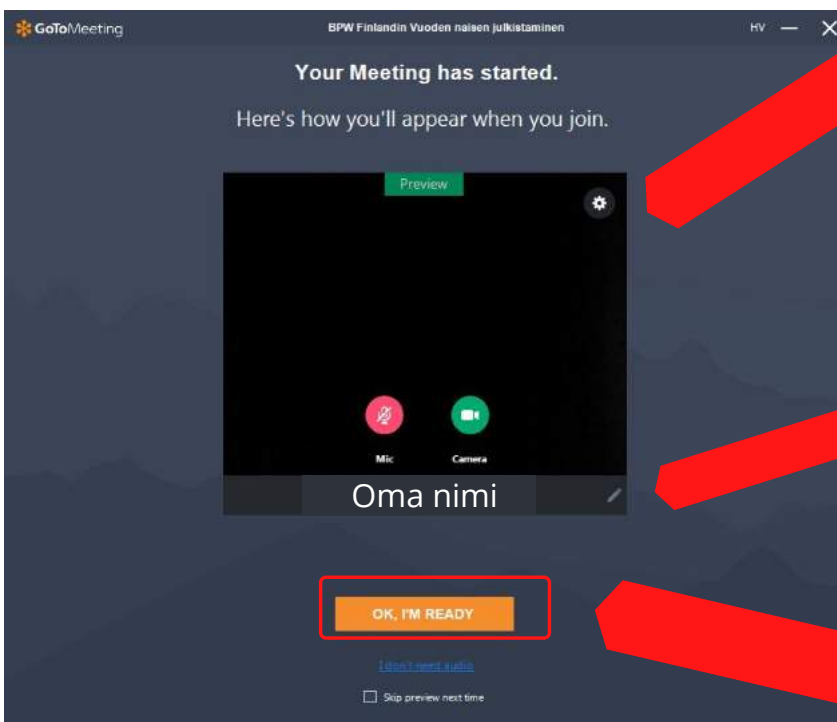 GoToMeeting
BPW Finlandin Vuoden naisen julkistaminen
HV
Your Meeting has started.
Here's how you'll appear when you join.
Preview
Mic
Camera
Oma nimi
OK, I'M READY
I don't need audio
Skip preview next time